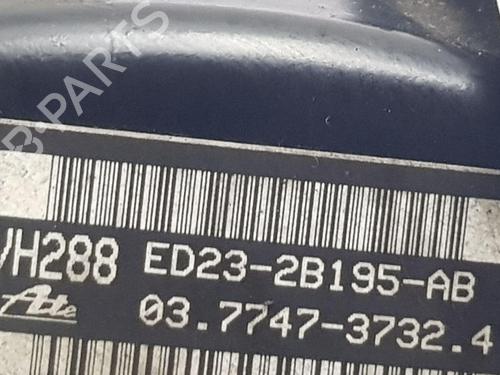 B-PARTS
VH288 ED23-2B195-AB
Ate 03.7747-3732.4